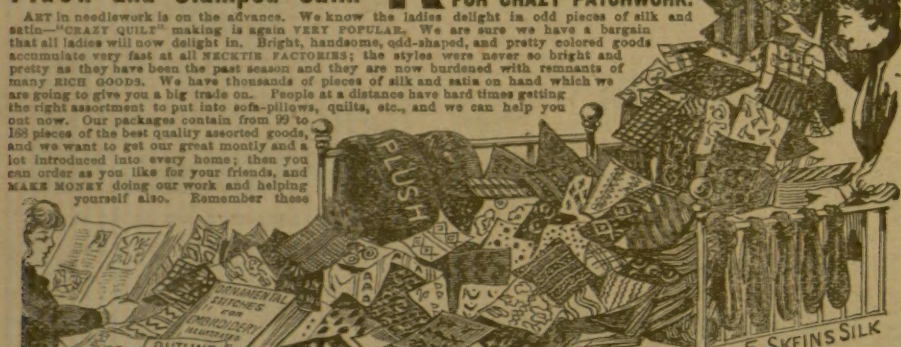 FOR CRAZY PATCHWORK.
ART in needlework is on the advance. We know the ladies delight in odd pieces of silk and
satin—"CRAZY QUILT" making is again VERY POPULAR. We are sure we have a bargain
that all ladies will now delight in. Bright, handsome, odd-shaped, and pretty colored goods
accumulate very fast at all NECKTIE FACTORIES; the styles were never so bright and
pretty as they have been the past season and they are now burdened with remnants of
many RICH GOODS. We have thousands of pieces of silk and satin on hand which we
are going to give you a big trade on. People at a distance have hard times getting
the right assortment to put into sofa-pillows, quilts, etc., and we can help you
out now. Our packages contain from 99 to
168 pieces of the best quality assorted goods,
and we want to get our great montly and a
lot introduced into every home; then you
can order as you like for your friends, and
MAKE MONEY doing our work and helping
yourself also. Remember these
PLUSH
ORNAMENTAL
STITCHES
FOR
EMBROIDERY
ILLUSTRATED
5 SKEINS SILK